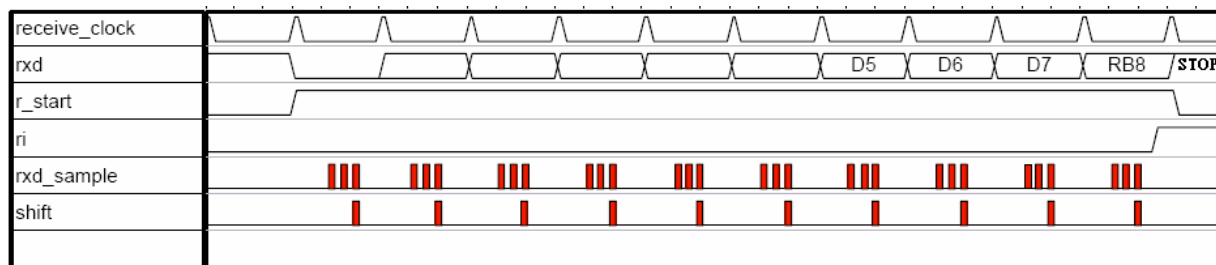 receive_clock
rxd D5 D6 D7 RB8 STOP
r_start
ri
rxd_sample
shift